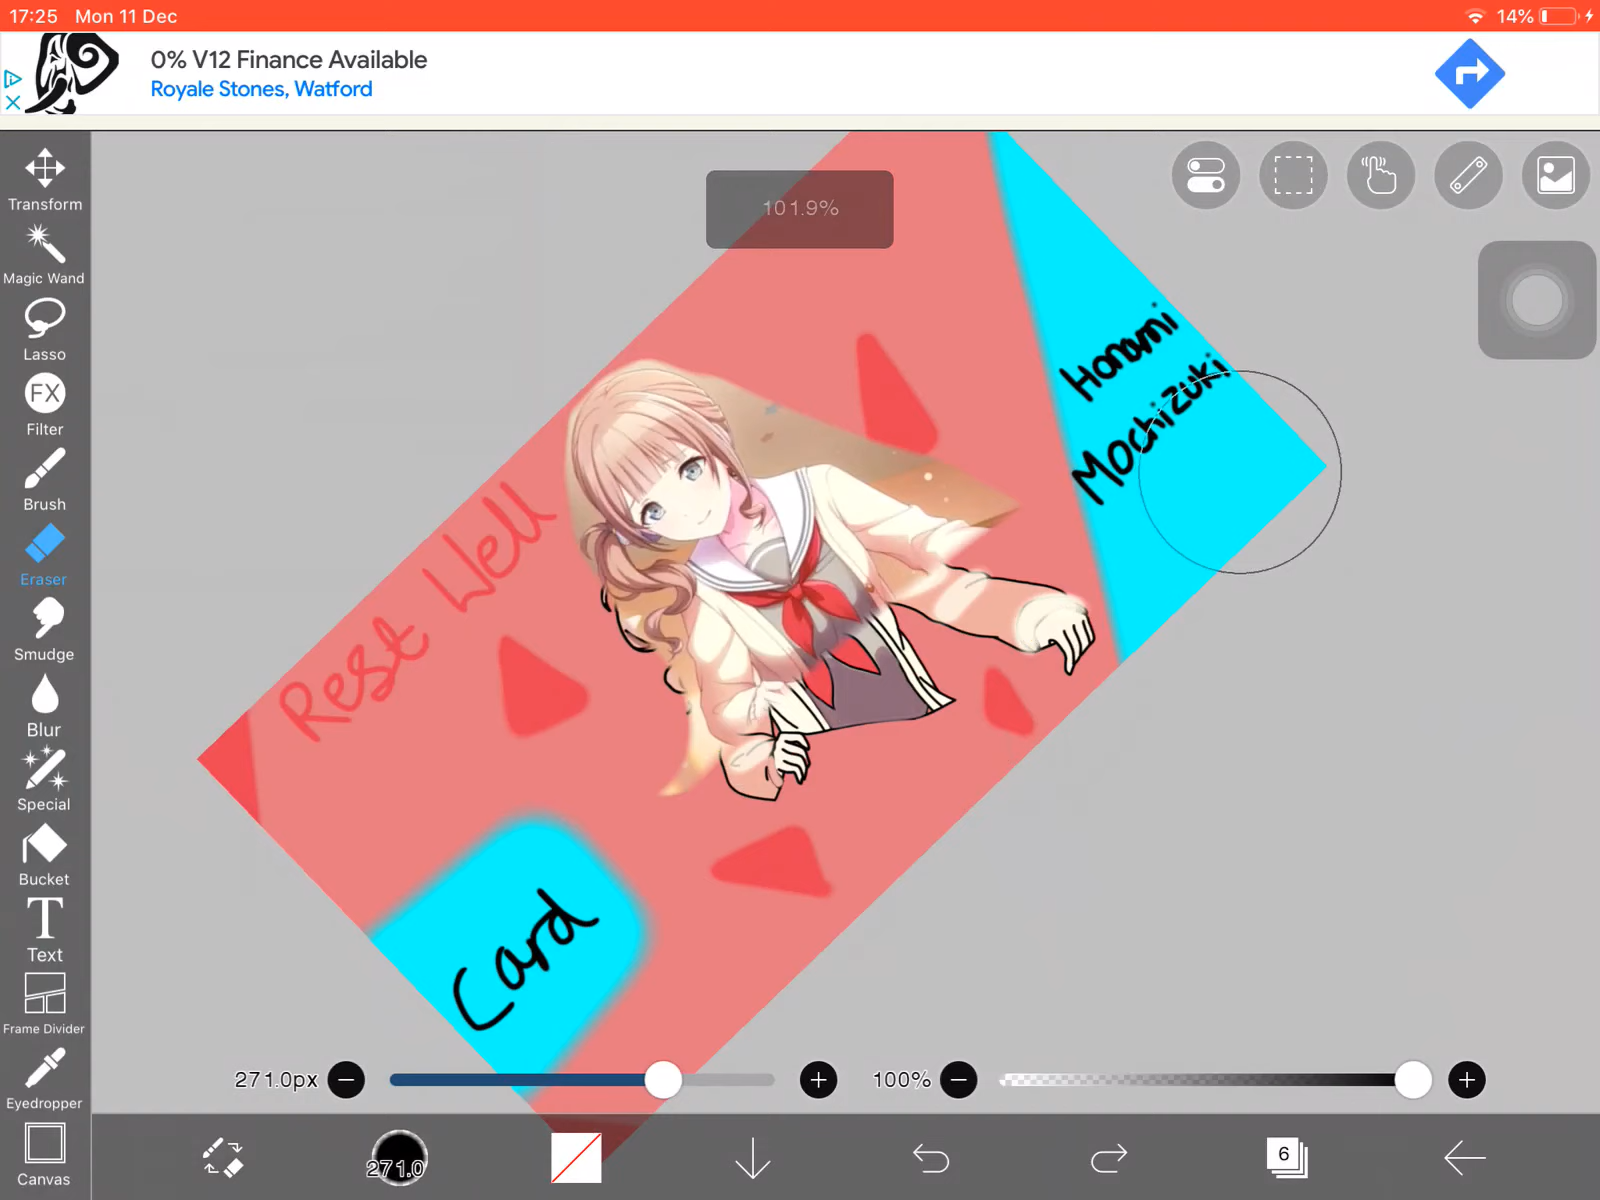 17:25 Mon 11 Dec
14%
0% V12 Finance Available
Royale Stones, Watford
Transform
Magic Wand
Lasso
FX
Filter
Brush
Eraser
Smudge
Blur
Special
Bucket
T
Text
Frame Divider
Eyedropper
Canvas
101.9%
Honami
Mochizuki
Rest Well
Card
271.0px
100%
271.0
6